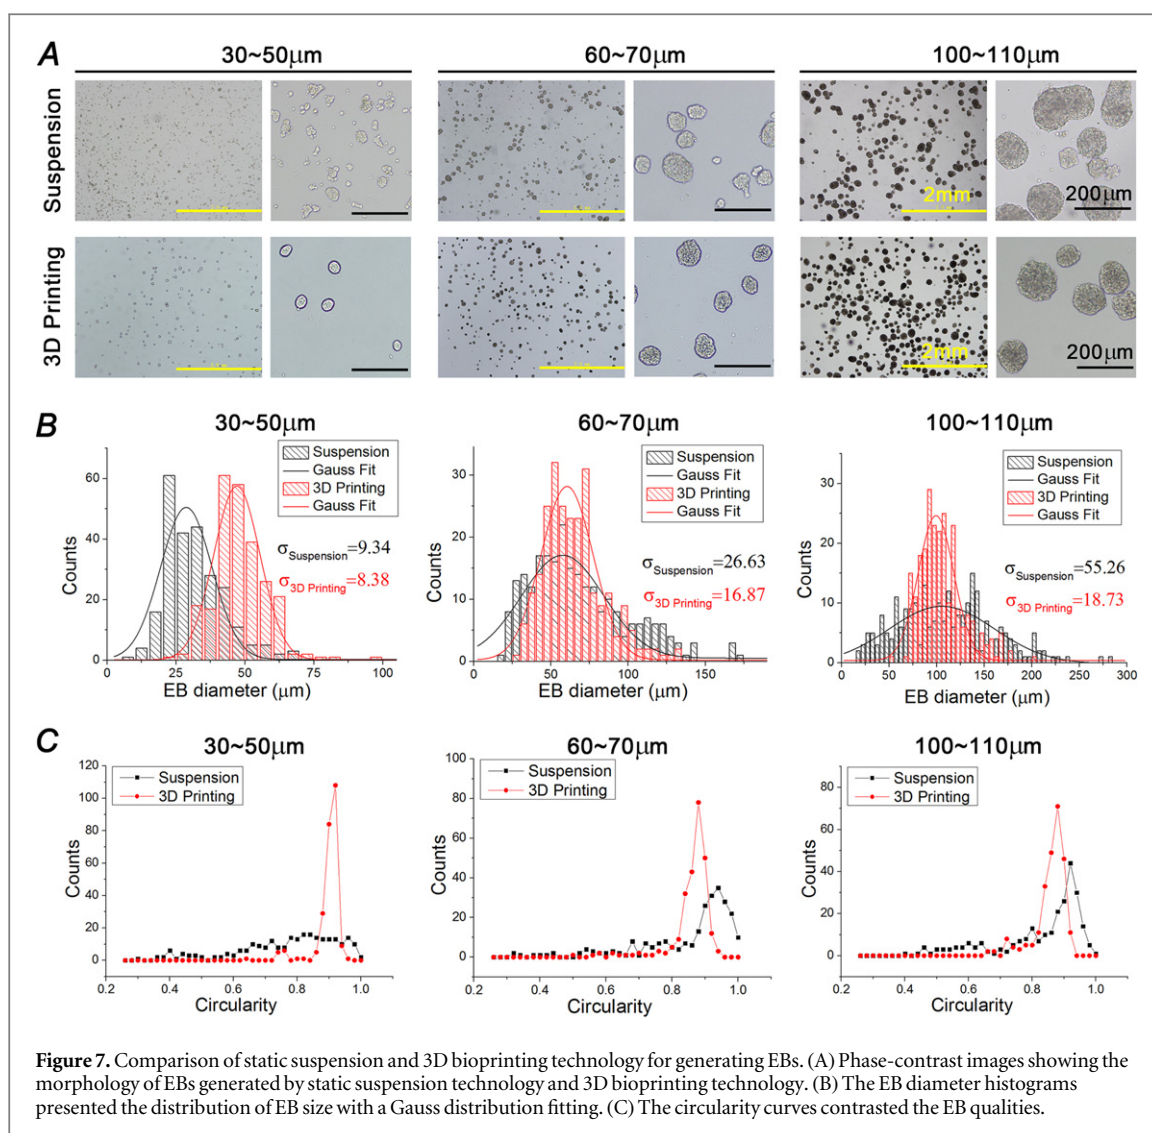 A
30~50μm
60~70μm
100~110μm
Suspension
2mm
200μm
3D Printing
2mm
200μm
B
30~50μm
60~70μm
100~110μm
Suspension
Gauss Fit
3D Printing
Gauss Fit
σSuspension=9.34
σ3D Printing=8.38
Counts
60
40
20
0
0
25
50
75
100
EB diameter (μm)
Suspension
Gauss Fit
3D Printing
Gauss Fit
σSuspension=26.63
σ3D Printing=16.87
Counts
30
20
10
0
0
50
100
150
EB diameter (μm)
Suspension
Gauss Fit
3D Printing
Gauss Fit
σSuspension=55.26
σ3D Printing=18.73
Counts
30
20
10
0
0
50
100
150
200
250
300
EB diameter (μm)
C
30~50μm
60~70μm
100~110μm
Suspension
3D Printing
Counts
120
100
80
60
40
20
0
0.2
0.4
0.6
0.8
1.0
Circularity
Suspension
3D Printing
Counts
100
80
60
40
20
0
0.2
0.4
0.6
0.8
1.0
Circularity
Suspension
3D Printing
Counts
80
60
40
20
0
0.2
0.4
0.6
0.8
1.0
Circularity
Figure 7. Comparison of static suspension and 3D bioprinting technology for generating EBs. (A) Phase-contrast images showing the
morphology of EBs generated by static suspension technology and 3D bioprinting technology. (B) The EB diameter histograms
presented the distribution of EB size with a Gauss distribution fitting. (C) The circularity curves contrasted the EB qualities.